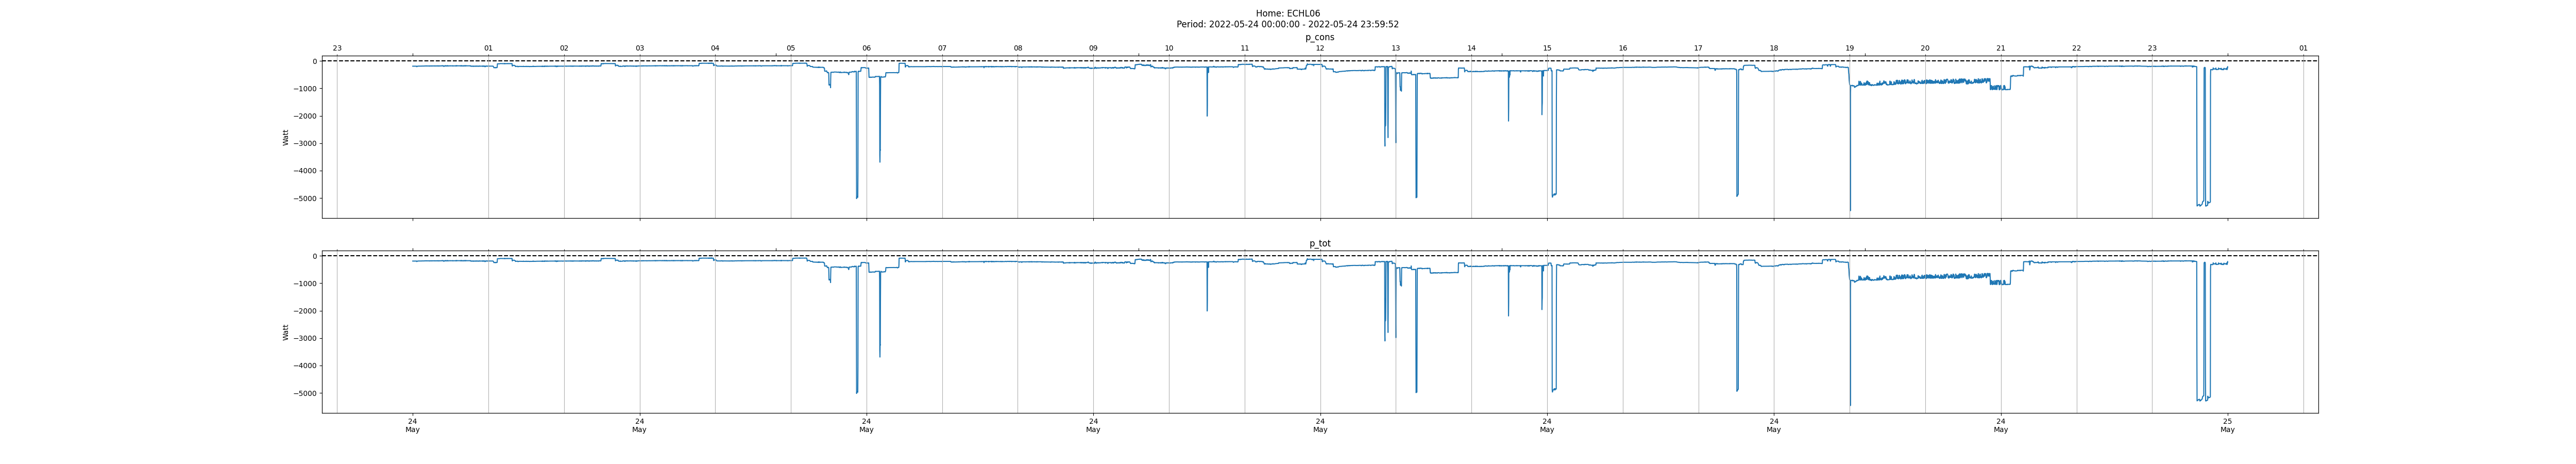 Home: ECHL06
Period: 2022-05-24 00:00:00 - 2022-05-24 23:59:52
p_cons
23 01 02 03 04 05 06 07 08 09 10 11 12 13 14 15 16 17 18 19 20 21 22 23 01
0
−1000
−2000
−3000
−4000
−5000
Watt
p_tot
0
−1000
−2000
−3000
−4000
−5000
Watt
24 24 24 24 24 24 24 24 25
May May May May May May May May May